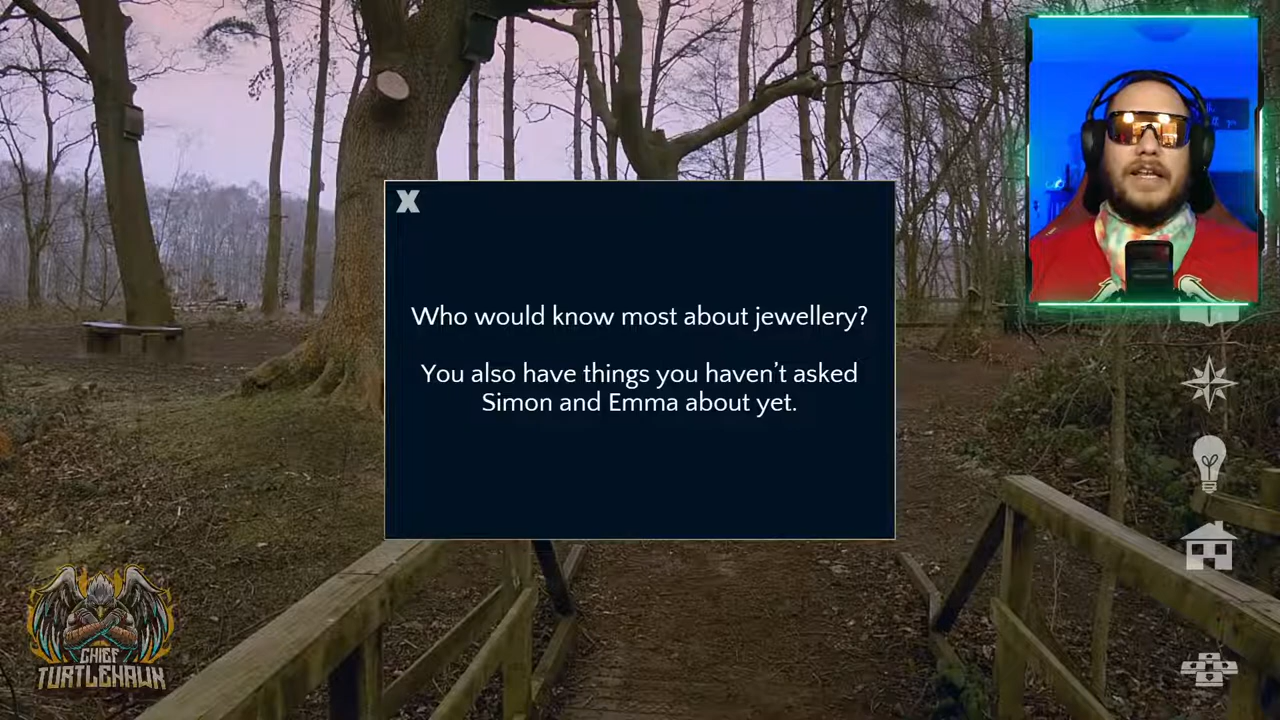 X
Who would know most about jewellery?
You also have things you haven't asked
Simon and Emma about yet.
CHIEF
TURTLEHAWK